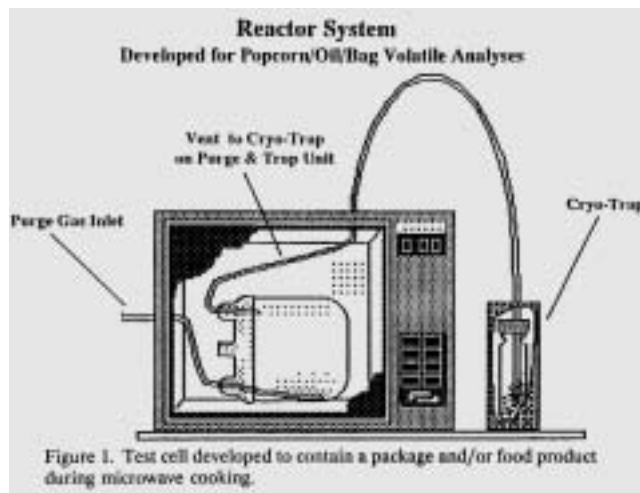 Reactor System
Developed for Popcorn/Oil/Bag Volatile Analyses
Vent to Cryo-Trap
on Purge & Trap Unit
Purge Gas Inlet
Cryo-Trap
Figure 1. Test cell developed to contain a package and/or food product
during microwave cooking.